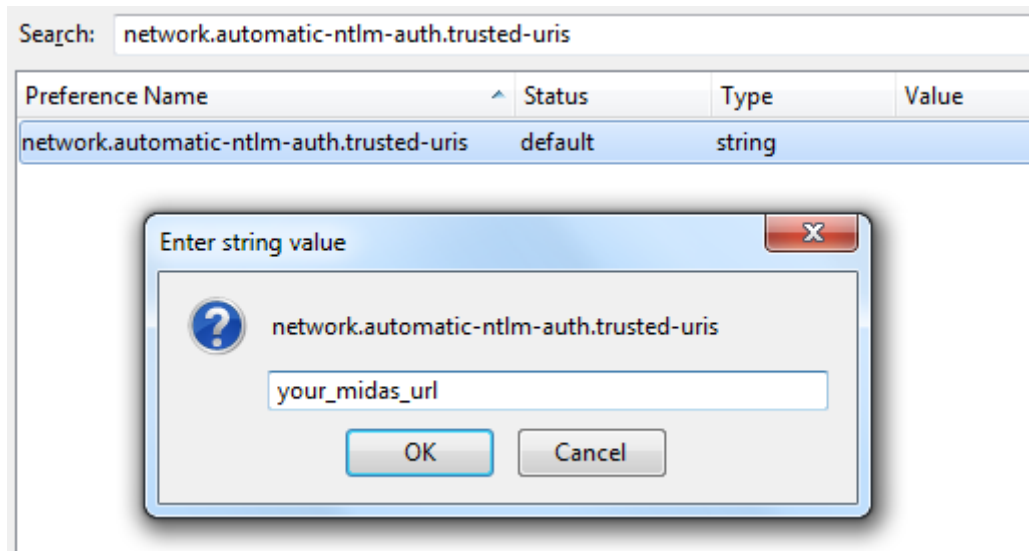 Search: network.automatic-ntlm-auth.trusted-uris
Preference Name Status Type Value
network.automatic-ntlm-auth.trusted-uris default string
Enter string value
network.automatic-ntlm-auth.trusted-uris
your_midas_url
OK Cancel